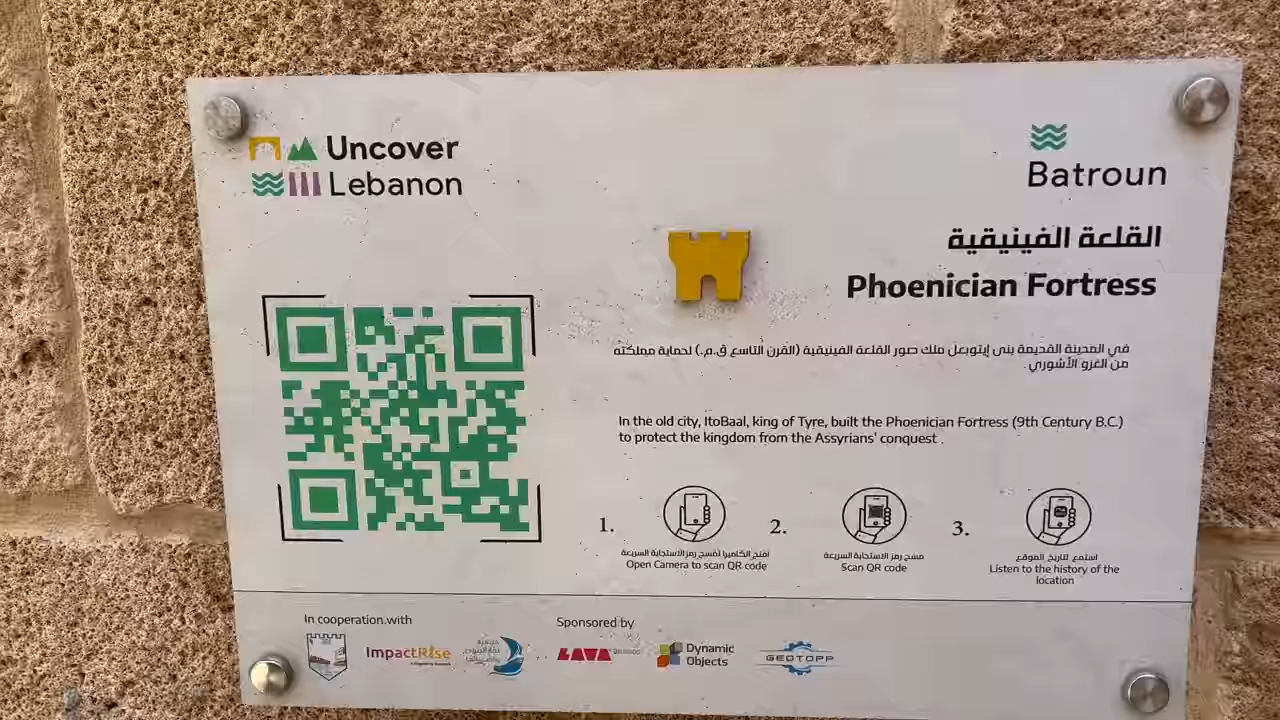 Uncover
Lebanon
Batroun
القلعة الفينيقية
Phoenician Fortress
في المدينة القديمة بنى إيتوبعل ملك صور القلعة الفينيقية (القرن التاسع ق.م.) لحماية مملكته
من الغزو الأشوري .
In the old city, ItoBaal, king of Tyre, built the Phoenician Fortress (9th Century B.C.)
to protect the kingdom from the Assyrians' conquest .
1.
افتح الكاميرا لمسح رمز الاستجابة السريعة
Open Camera to scan QR code
2.
مسح رمز الاستجابة السريعة
Scan QR code
3.
استمع لتاريخ الموقع
Listen to the history of the
location
In cooperation with
ImpactRise
Sponsored by
LAVA
Dynamic
Objects
GEOTOPP